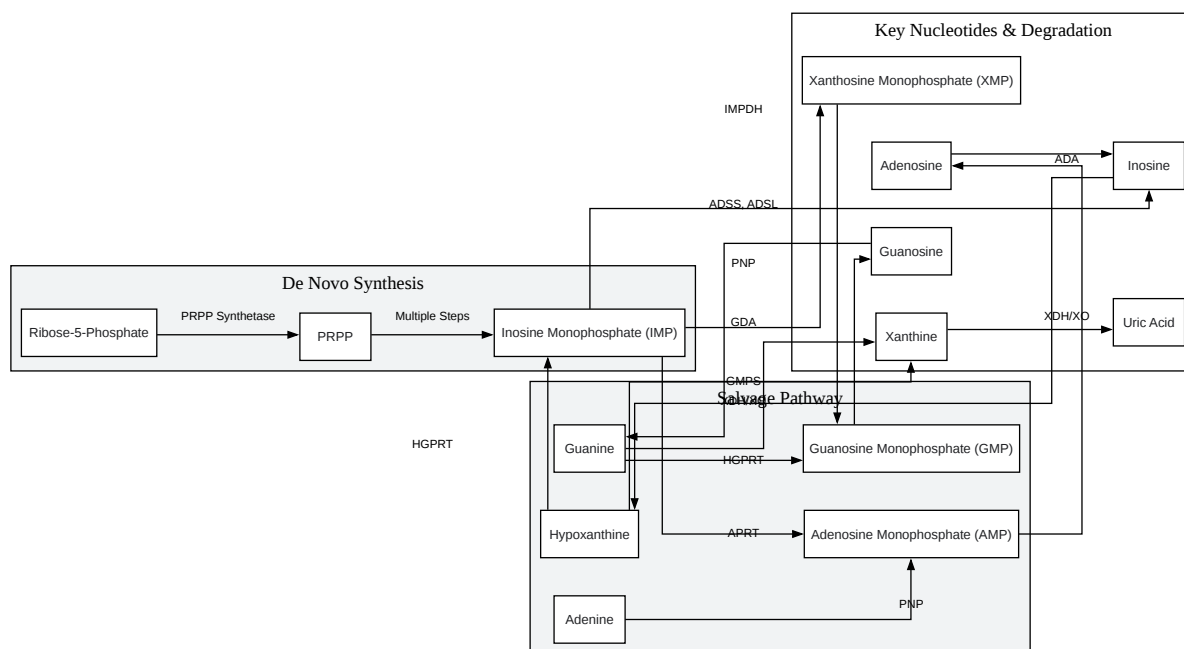 Key Nucleotides & Degradation
Xanthosine Monophosphate (XMP)
IMPDH
Adenosine
ADA
Inosine
ADSS, ADSL
Guanosine
PNP
De Novo Synthesis
Ribose-5-Phosphate
PRPP Synthetase
PRPP
Multiple Steps
Inosine Monophosphate (IMP)
GDA
Xanthine
XDH/XO
Uric Acid
GMPS
Salvage Pathway
HGPRT
Guanine
HGPRT
Guanosine Monophosphate (GMP)
Hypoxanthine
APRT
Adenosine Monophosphate (AMP)
Adenine
PNP